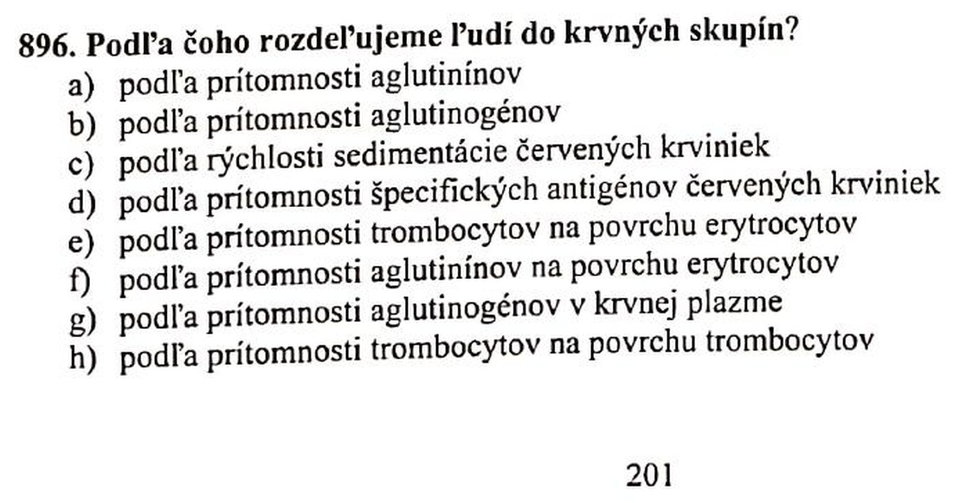 896. Podľa čoho rozdeľujeme ľudí do krvných skupín?
a) podľa prítomnosti aglutinínov
b) podľa prítomnosti aglutinogénov
c) podľa rýchlosti sedimentácie červených krviniek
d) podľa prítomnosti špecifických antigénov červených krviniek
e) podľa prítomnosti trombocytov na povrchu erytrocytov
f) podľa prítomnosti aglutinínov na povrchu erytrocytov
g) podľa prítomnosti aglutinogénov v krvnej plazme
h) podľa prítomnosti trombocytov na povrchu trombocytov
201